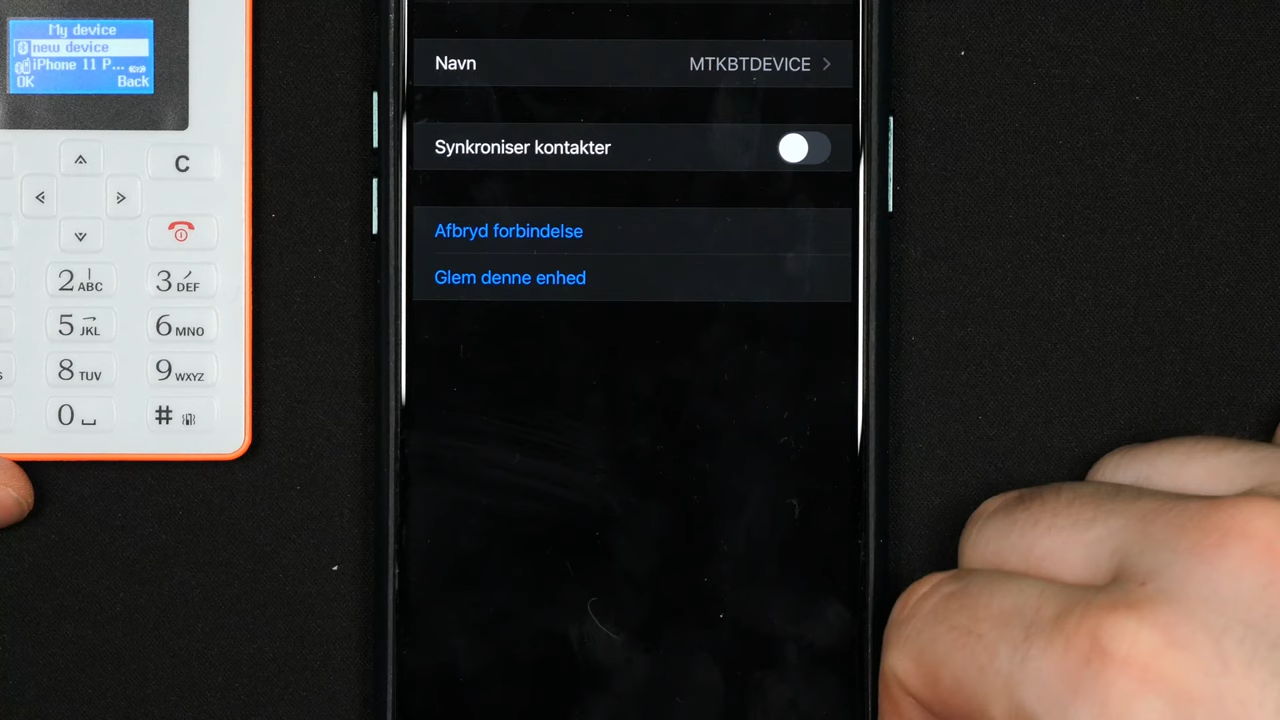 My device
new device
iPhone 11 P...
OK Back
C
2 ABC 3 DEF
5 JKL 6 MNO
8 TUV 9 WXYZ
0 #
Navn MTKBTDEVICE
Synkroniser kontakter
Afbryd forbindelse
Glem denne enhed